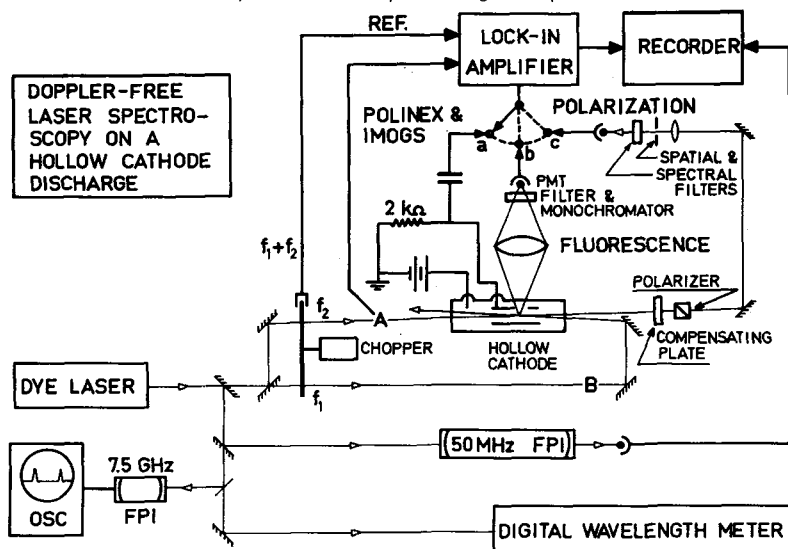 REF.
LOCK-IN
AMPLIFIER
RECORDER
DOPPLER-FREE
LASER SPECTRO-
SCOPY ON A
HOLLOW CATHODE
DISCHARGE
POLINEX &
IMOGS
POLARIZATION
a
b
c
SPATIAL &
SPECTRAL
FILTERS
PMT
FILTER &
MONOCHROMATOR
2 kΩ
FLUORESCENCE
f₁+f₂
f₂
A
POLARIZER
CHOPPER
HOLLOW
CATHODE
COMPENSATING
PLATE
DYE LASER
f₁
B
7.5 GHz
50 MHz FPI
OSC
FPI
DIGITAL WAVELENGTH METER